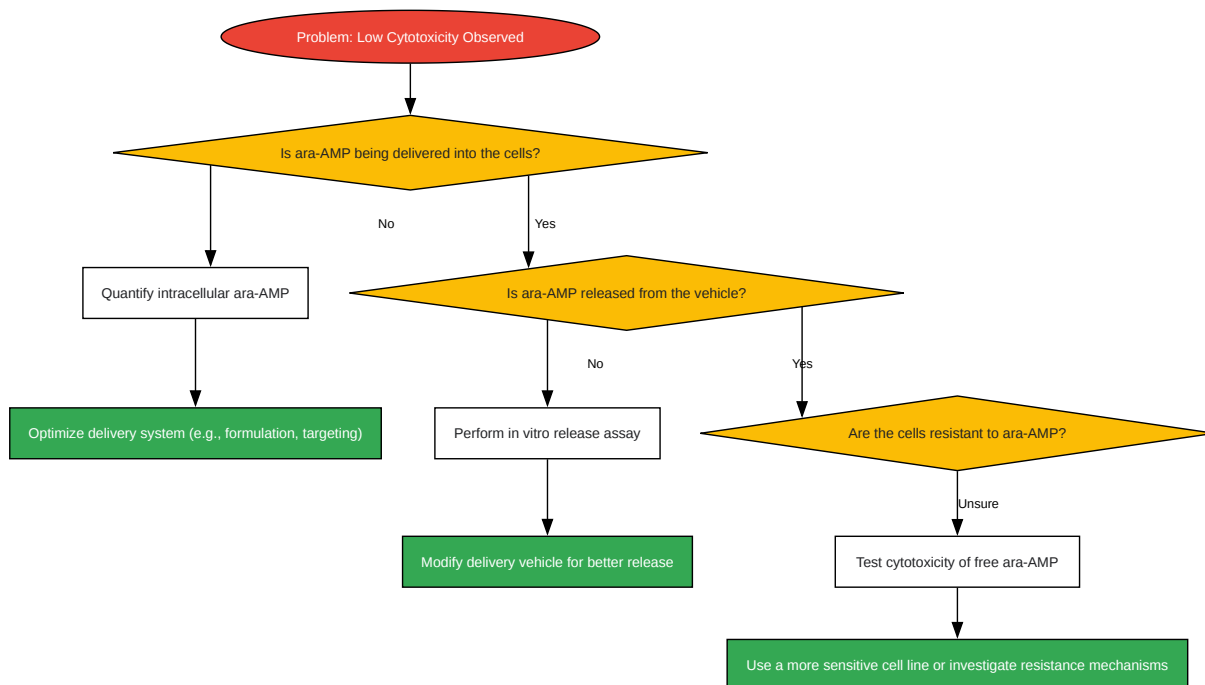 Problem: Low Cytotoxicity Observed
Is ara-AMP being delivered into the cells?
No
Yes
Quantify intracellular ara-AMP
Is ara-AMP released from the vehicle?
No
Yes
Optimize delivery system (e.g., formulation, targeting)
Perform in vitro release assay
Are the cells resistant to ara-AMP?
Unsure
Modify delivery vehicle for better release
Test cytotoxicity of free ara-AMP
Use a more sensitive cell line or investigate resistance mechanisms